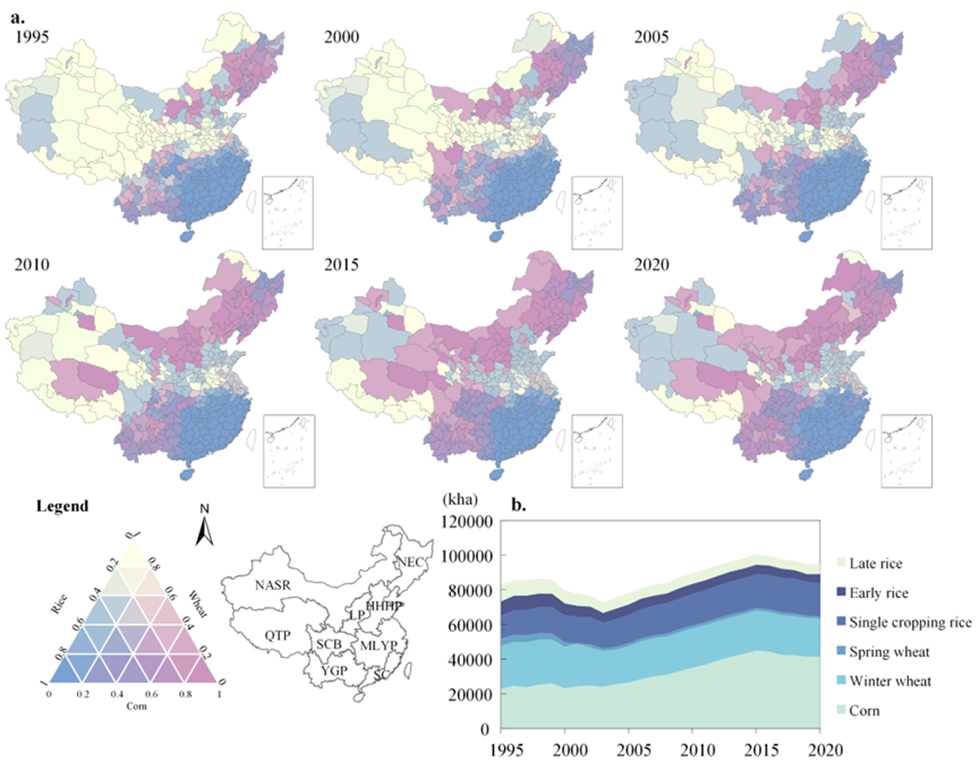 a.
1995
2000
2005
2010
2015
2020
Legend
N
Rice
Wheat
Corn
0
1
0.2
0.8
0.4
0.6
0.6
0.4
0.8
0.2
1
0
0
0.2
0.4
0.6
0.8
1
NASR
NEC
HHHP
LP
QTP
SCB
MLYP
YGP
SC
(kha)
b.
120000
100000
80000
60000
40000
20000
0
1995
2000
2005
2010
2015
2020
Late rice
Early rice
Single cropping rice
Spring wheat
Winter wheat
Corn